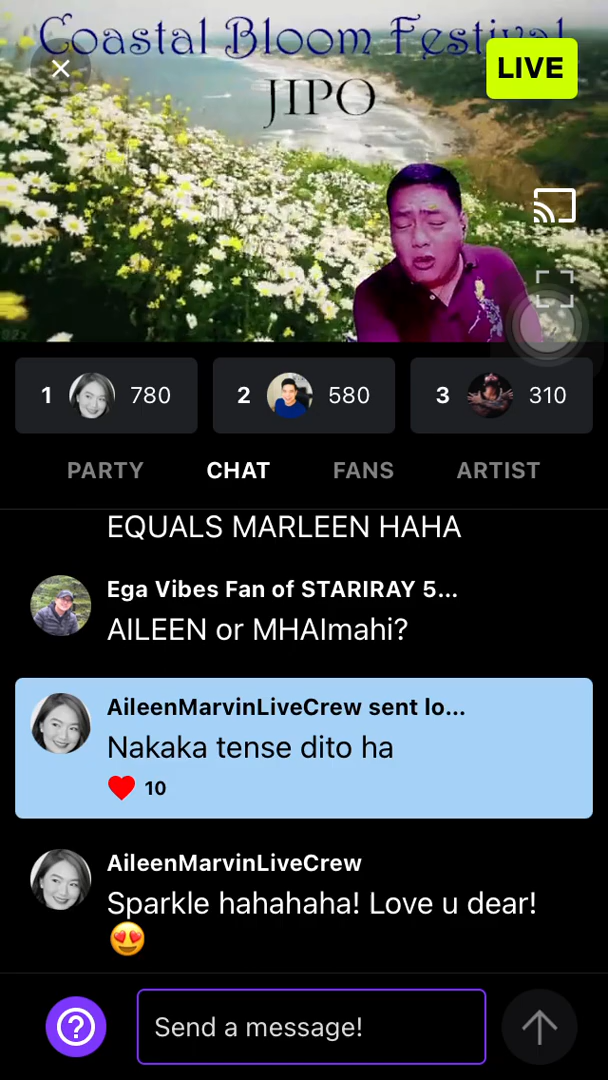 Coastal Bloom Festival
JIPO
LIVE
1 780
2 580
3 310
PARTY CHAT FANS ARTIST
EQUALS MARLEEN HAHA
Ega Vibes Fan of STARIRAY 5...
AILEEN or MHAImahi?
AileenMarvinLiveCrew sent lo...
Nakaka tense dito ha
10
AileenMarvinLiveCrew
Sparkle hahahaha! Love u dear!
😍
Send a message!